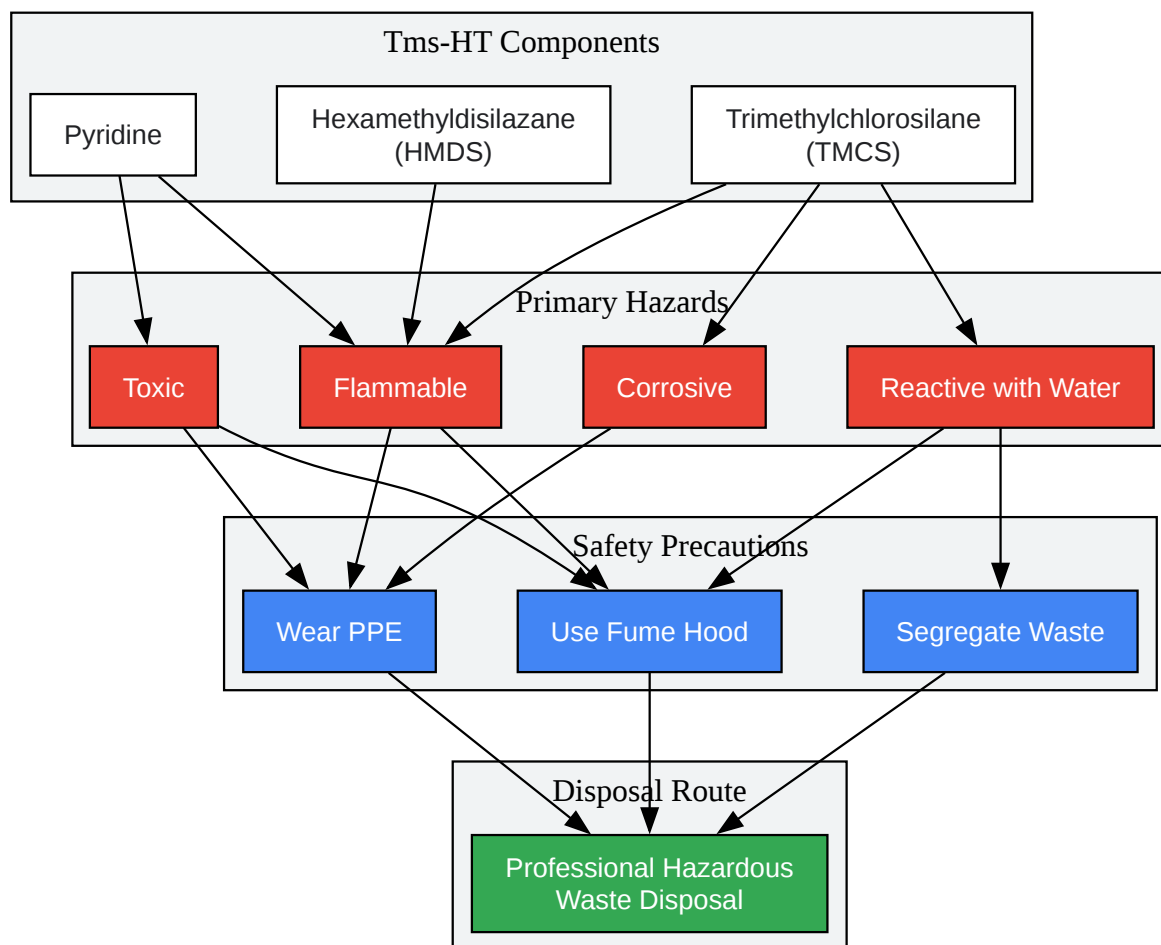 Tms-HT Components
Pyridine
Hexamethyldisilazane
(HMDS)
Trimethylchlorosilane
(TMCS)
Primary Hazards
Toxic
Flammable
Corrosive
Reactive with Water
Safety Precautions
Wear PPE
Use Fume Hood
Segregate Waste
Disposal Route
Professional Hazardous
Waste Disposal